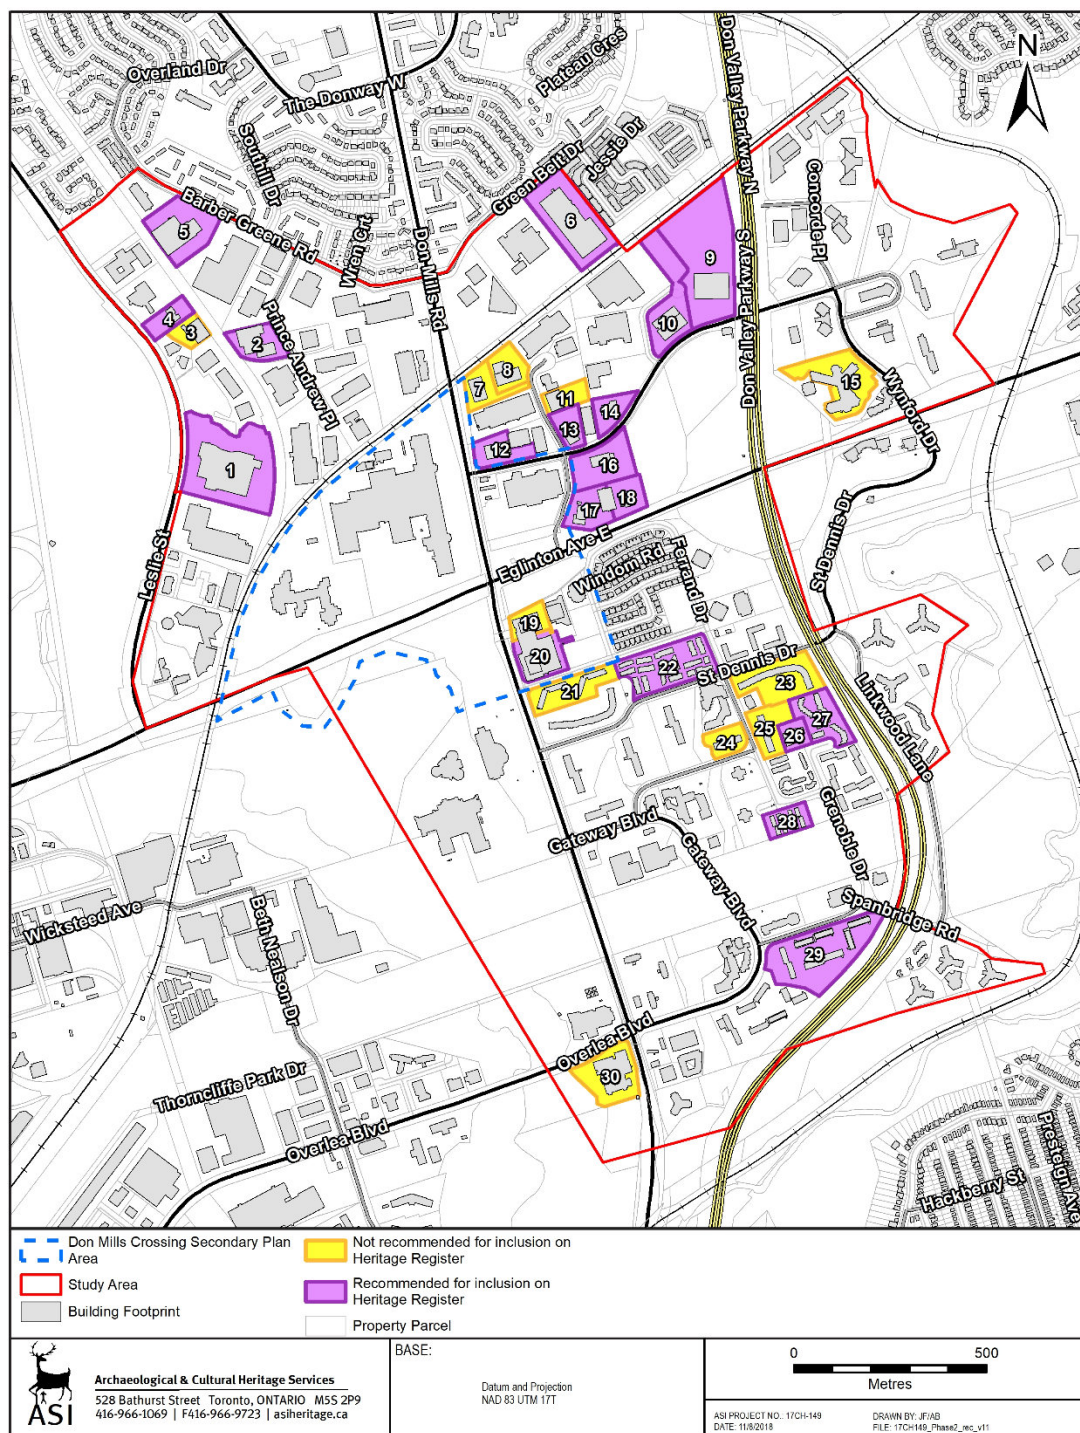 Overland Dr
The Donway W
Plateau Cres
Don Valley Parkway N
N
Southill Dr
Jessie Dr
Green Belt Dr
Barber Greene Rd
Wren Crt
Don Mills Rd
Concorde Pl
Don Valley Parkway S
5
6
9
4
3
2
10
Prince Andrew Pl
7
8
11
15
Wynford Dr
14
13
12
1
16
18
17
Leslie St
Eglinton Ave E
St Dennis Dr
Windom Rd
Ferrand Dr
19
20
22
St Dennis Dr
21
23
27
26
25
24
Linkwood Lane
28
Grenoble Dr
Gateway Blvd
Gateway Blvd
Wicksteed Ave
Beth Nealson Dr
Spanbridge Rd
29
Overlea Blvd
30
Thorncliffe Park Dr
Overlea Blvd
Presteign Ave
Hackberry St
Don Mills Crossing Secondary Plan
Area
Study Area
Building Footprint
Not recommended for inclusion on
Heritage Register
Recommended for inclusion on
Heritage Register
Property Parcel
ASI
Archaeological & Cultural Heritage Services
528 Bathurst Street Toronto, ONTARIO M5S 2P9
416-966-1069 | F416-966-9723 | asiheritage.ca
BASE:
Datum and Projection
NAD 83 UTM 17T
0 500
Metres
ASI PROJECT NO.: 17CH-149
DATE: 11/8/2018
DRAWN BY: JF/AB
FILE: 17CH149_Phase2_rec_v11